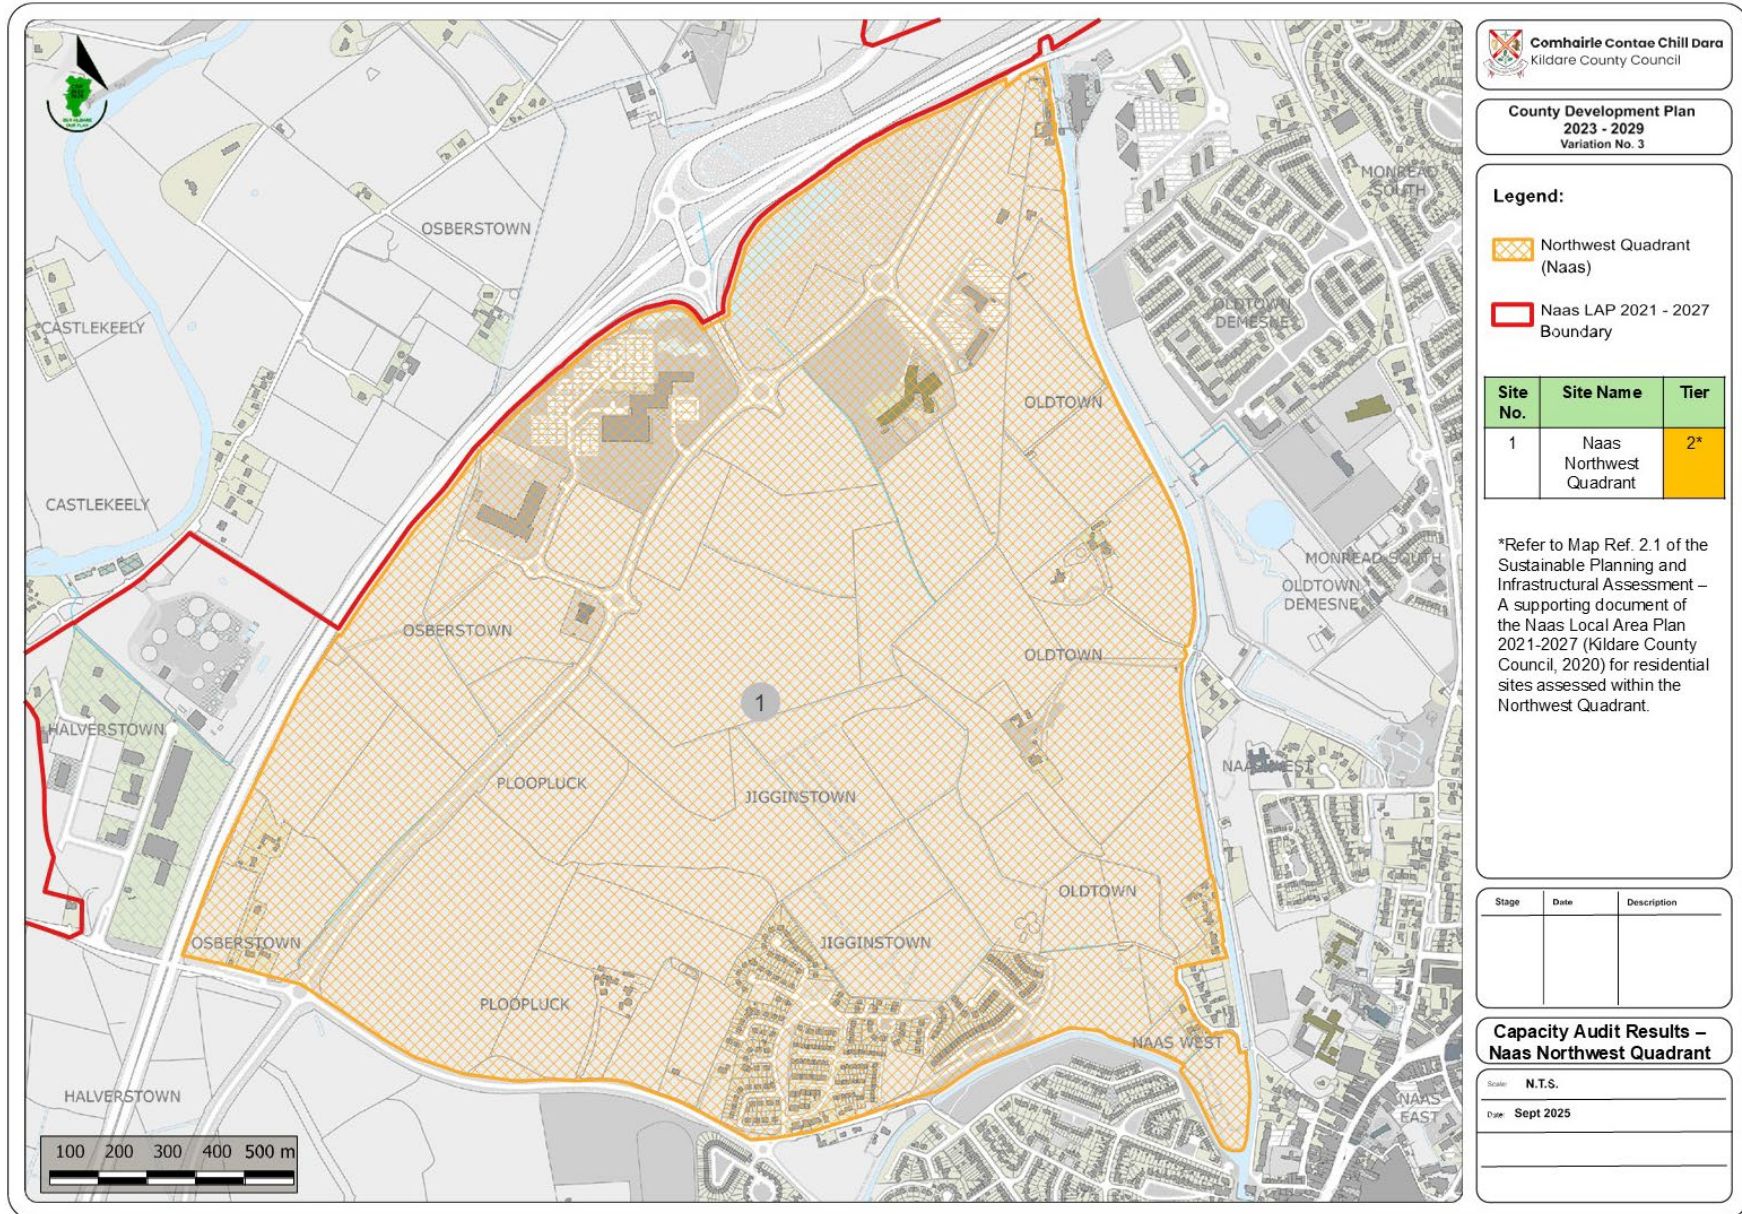 Comhairle Contae Chill Dara
Kildare County Council
County Development Plan
2023 - 2029
Variation No. 3
Legend:
Northwest Quadrant
(Naas)
Naas LAP 2021 - 2027
Boundary
Site No. Site Name Tier
1 Naas Northwest Quadrant 2*
*Refer to Map Ref. 2.1 of the
Sustainable Planning and
Infrastructural Assessment –
A supporting document of
the Naas Local Area Plan
2021-2027 (Kildare County
Council, 2020) for residential
sites assessed within the
Northwest Quadrant.
Stage Date Description
Capacity Audit Results –
Naas Northwest Quadrant
Scale: N.T.S.
Date: Sept 2025
MONREAD
SOUTH
OSBERSTOWN
OLDTOWN
DEMESNE
CASTLEKEELY
OLDTOWN
CASTLEKEELY
MONREAD SOUTH
OLDTOWN
DEMESNE
OSBERSTOWN
OLDTOWN
1
HALVERSTOWN
NAAS WEST
PLOOPLUCK
JIGGINSTOWN
OLDTOWN
OSBERSTOWN
JIGGINSTOWN
PLOOPLUCK
NAAS WEST
HALVERSTOWN
NAAS
EAST
100 200 300 400 500 m